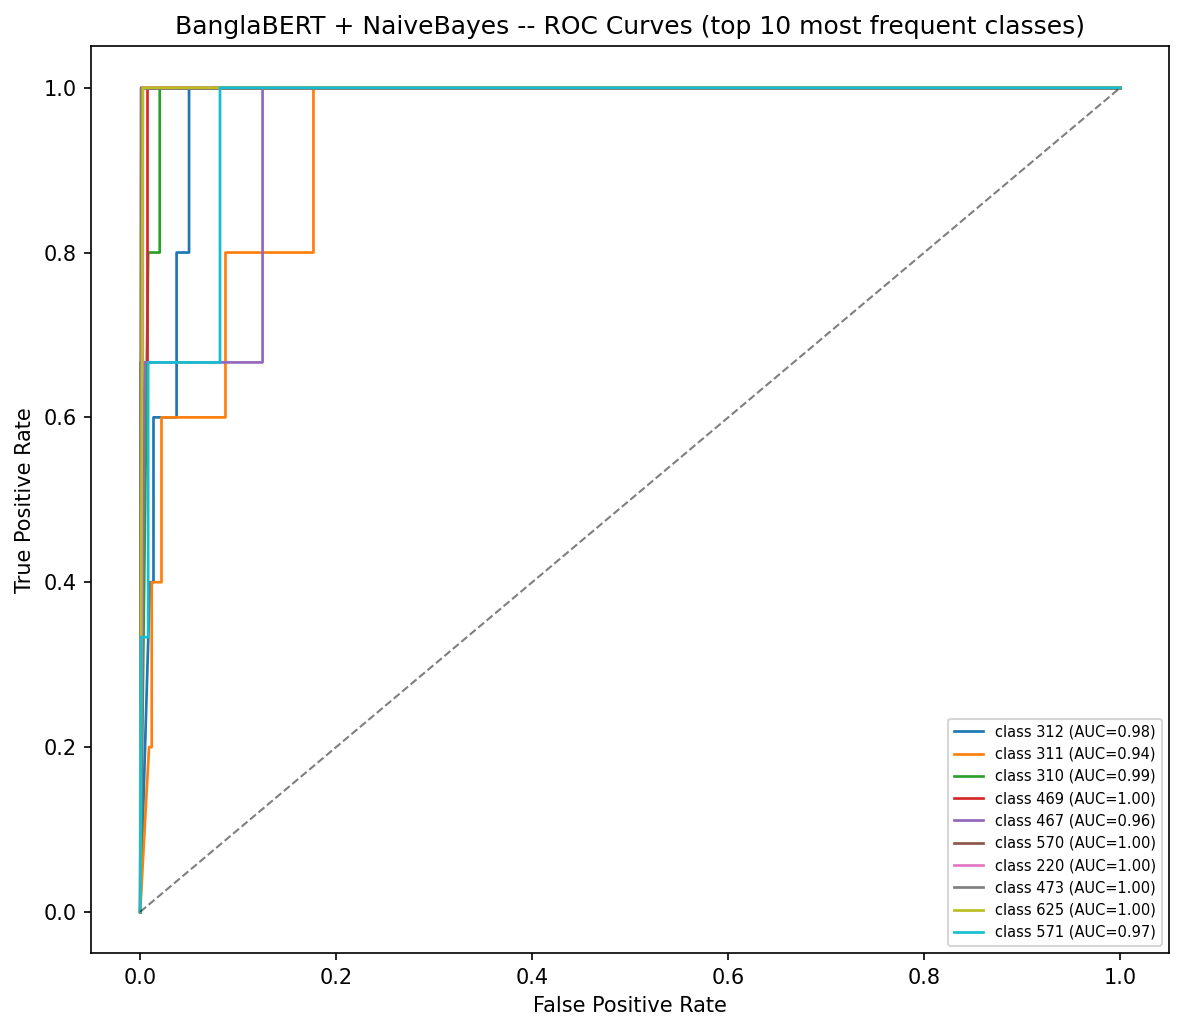 BanglaBERT + NaiveBayes -- ROC Curves (top 10 most frequent classes)
True Positive Rate
1.0
0.8
0.6
0.4
0.2
0.0
0.0 0.2 0.4 0.6 0.8 1.0
False Positive Rate
class 312 (AUC=0.98)
class 311 (AUC=0.94)
class 310 (AUC=0.99)
class 469 (AUC=1.00)
class 467 (AUC=0.96)
class 570 (AUC=1.00)
class 220 (AUC=1.00)
class 473 (AUC=1.00)
class 625 (AUC=1.00)
class 571 (AUC=0.97)